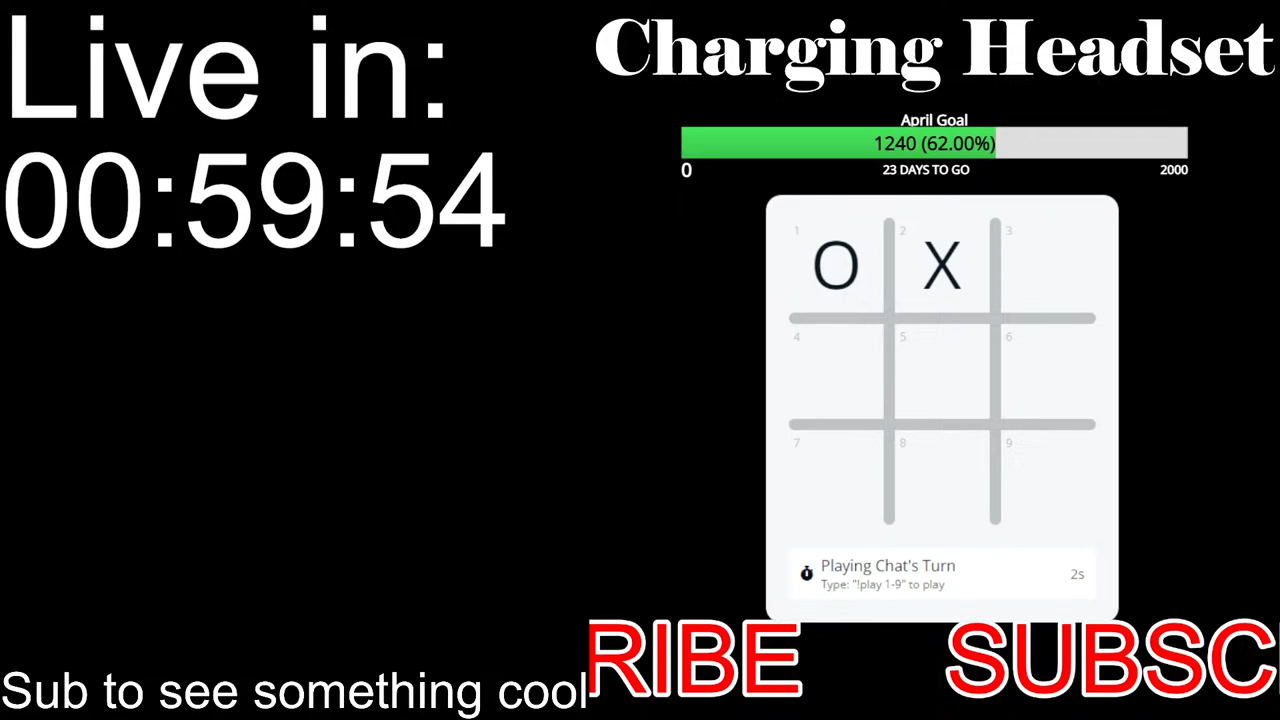 Live in:
00:59:54
Charging Headset
April Goal
1240 (62.00%)
0
23 DAYS TO GO
2000
1
2
3
O
X
4
5
6
7
8
9
Playing Chat's Turn
Type: "!play 1-9" to play
2s
Sub to see something cool
RIBE
SUBSC